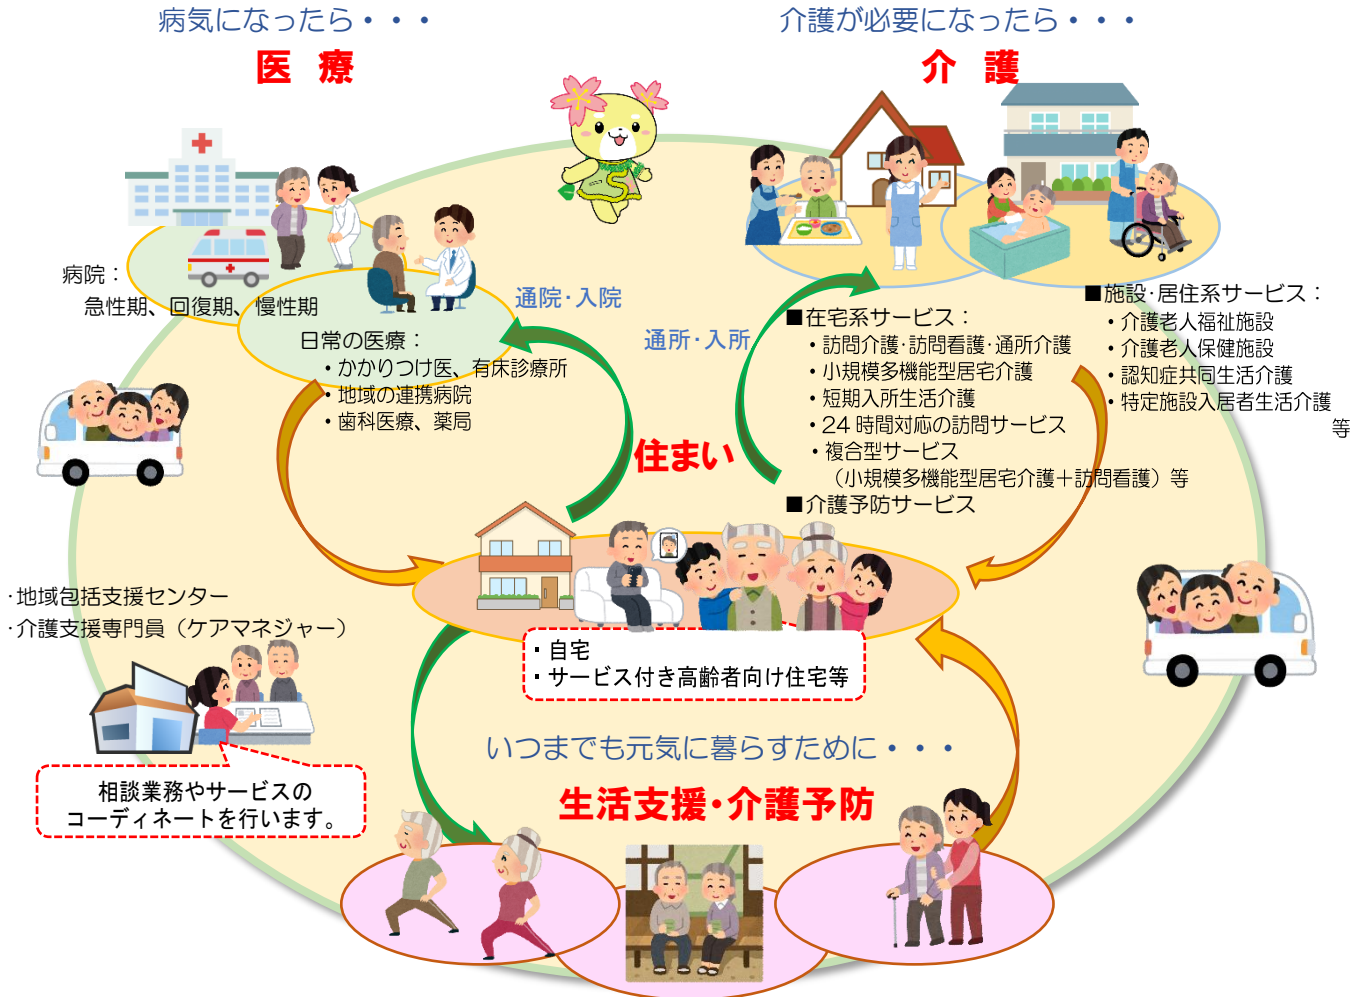 病気になったら・・・
医 療
介護が必要になったら・・・
介 護
病院：
急性期、回復期、慢性期
日常の医療：
・かかりつけ医、有床診療所
・地域の連携病院
・歯科医療、薬局
通院・入院
通所・入所
■在宅系サービス：
・訪問介護・訪問看護・通所介護
・小規模多機能型居宅介護
・短期入所生活介護
・24時間対応の訪問サービス
・複合型サービス
（小規模多機能型居宅介護＋訪問看護）等
■介護予防サービス
■施設・居住系サービス：
・介護老人福祉施設
・介護老人保健施設
・認知症共同生活介護
・特定施設入居者生活介護
等
住まい
・自宅
・サービス付き高齢者向け住宅等
・地域包括支援センター
・介護支援専門員（ケアマネジャー）
相談業務やサービスの
コーディネートを行います。
いつまでも元気に暮らすために・・・
生活支援・介護予防
S